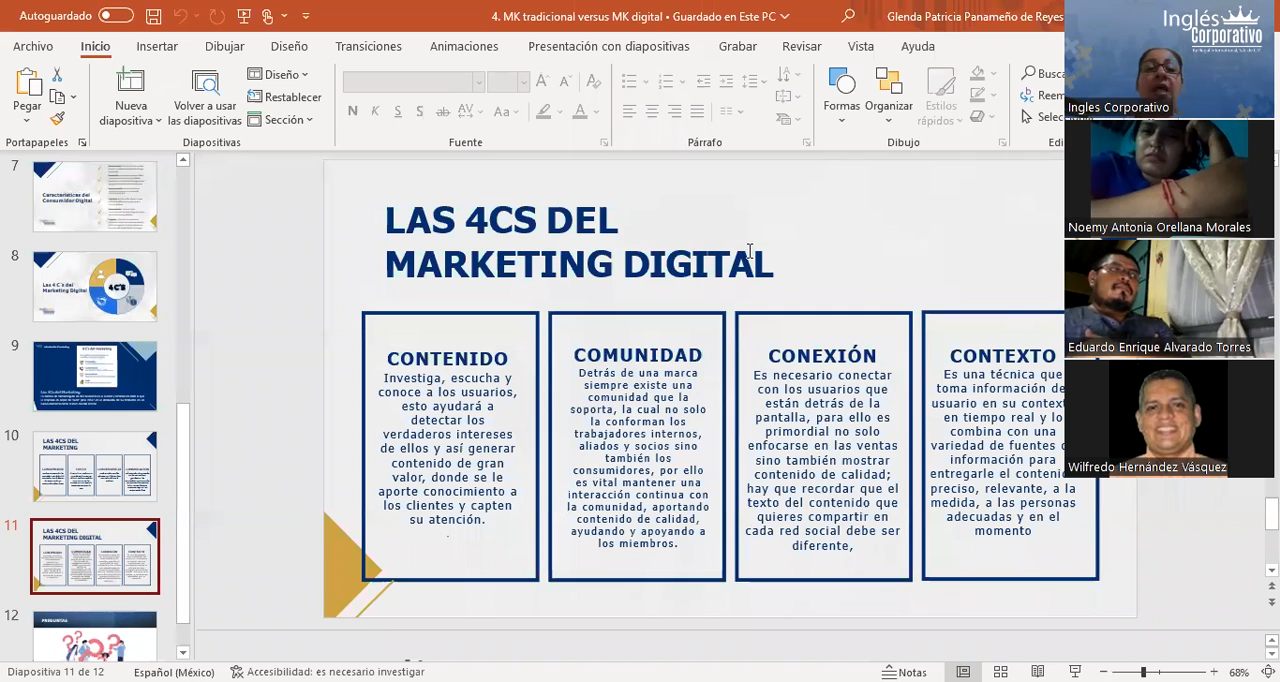 Autoguardado
4. MK tradicional versus MK digital • Guardado en Este PC
Glenda Patricia Panameño de Reyes
Archivo
Inicio
Insertar
Dibujar
Diseño
Transiciones
Animaciones
Presentación con diapositivas
Grabar
Revisar
Vista
Ayuda
Pegar
Nueva
diapositiva
Volver a usar
las diapositivas
Diseño
Restablecer
Sección
N K S S ab AV Aa A
Formas
Organizar
Estilos
rápidos
Portapapeles
Diapositivas
Fuente
Párrafo
Dibujo
7
Características del
Consumidor Digital
8
Las 4 C´s del
Marketing Digital
4C'S
9
10
LAS 4CS DEL
MARKETING
11
LAS 4CS DEL
MARKETING DIGITAL
12
PREGUNTAS
LAS 4CS DEL
MARKETING DIGITAL
CONTENIDO
Investiga, escucha y
conoce a los usuarios,
esto ayudará a
detectar los
verdaderos intereses
de ellos y así generar
contenido de gran
valor, donde se le
aporte conocimiento a
los clientes y capten
su atención.
.
COMUNIDAD
Detrás de una marca
siempre existe una
comunidad que la
soporta, la cual no solo
la conforman los
trabajadores internos,
aliados y socios sino
también los
consumidores, por ello
es vital mantener una
interacción continua con
la comunidad, aportando
contenido de calidad,
ayudando y apoyando a
los miembros.
CONEXIÓN
Es necesario conectar
con los usuarios que
están detrás de la
pantalla, para ello es
primordial no solo
enfocarse en las ventas
sino también mostrar
contenido de calidad;
hay que recordar que el
texto del contenido que
quieres compartir en
cada red social debe ser
diferente,
CONTEXTO
Es una técnica que
toma información de
usuario en su contexto
en tiempo real y lo
combina con una
variedad de fuentes
información para
entregarle el contenido
preciso, relevante, a la
medida, a las personas
adecuadas y en el
momento
Inglés
Corporativo
Ingles Corporativo
Noemy Antonia Orellana Morales
Eduardo Enrique Alvarado Torres
Wilfredo Hernández Vásquez
Diapositiva 11 de 12
Español (México)
Accesibilidad: es necesario investigar
Notas
68%